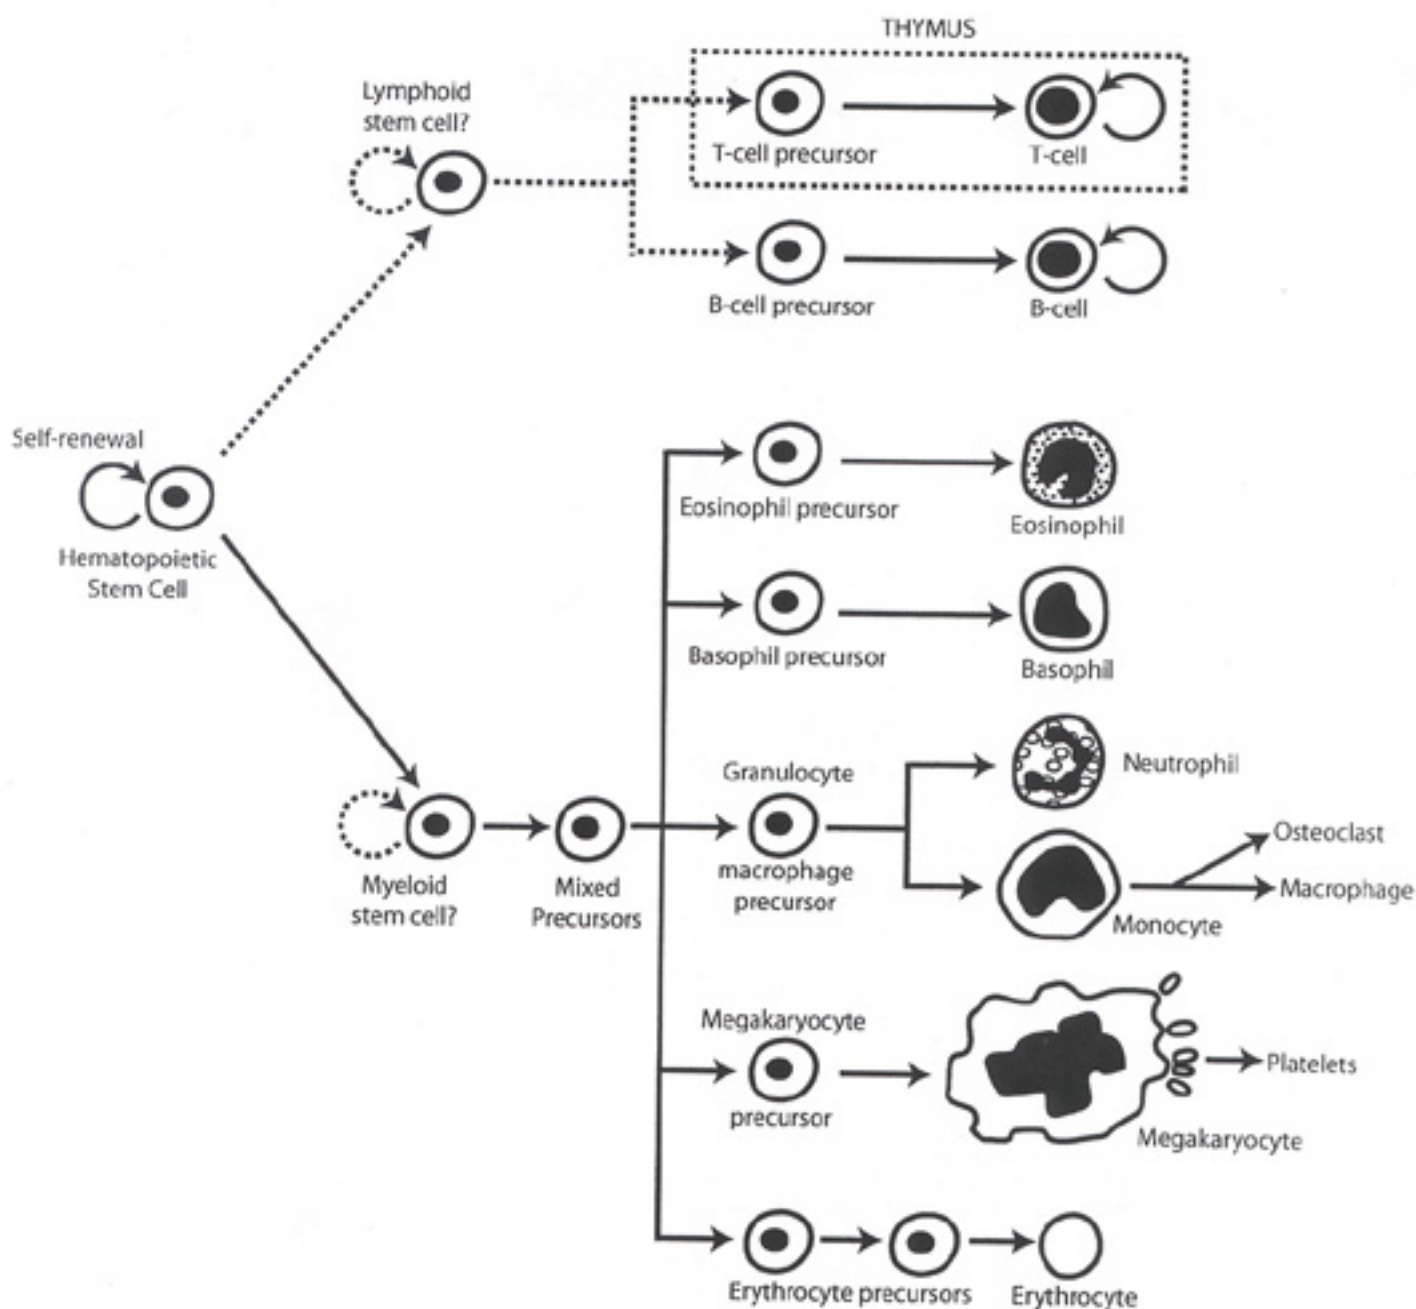 THYMUS
Lymphoid
stem cell?
T-cell precursor
T-cell
B-cell precursor
B-cell
Self-renewal
Hematopoietic
Stem Cell
Eosinophil precursor
Eosinophil
Basophil precursor
Basophil
Granulocyte
macrophage
precursor
Neutrophil
Osteoclast
Macrophage
Monocyte
Myeloid
stem cell?
Mixed
Precursors
Megakaryocyte
precursor
Platelets
Megakaryocyte
Erythrocyte precursors
Erythrocyte